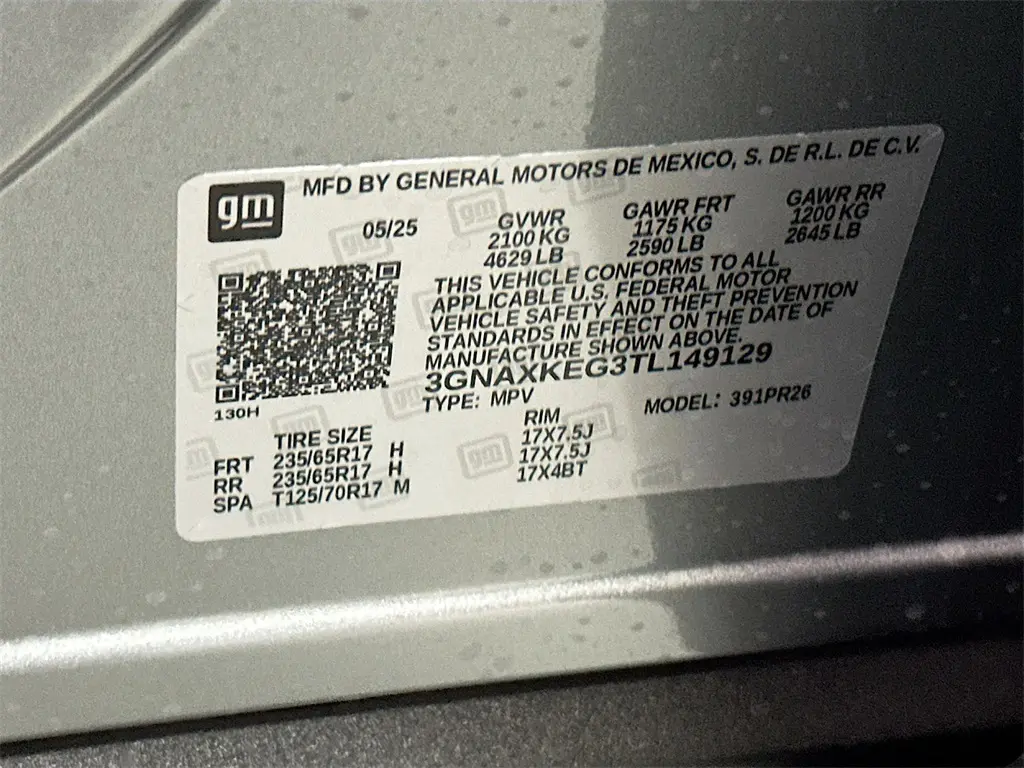 gm MFD BY GENERAL MOTORS DE MEXICO, S. DE R.L. DE C.V.
05/25 GVWR GAWR FRT GAWR RR
2100 KG 1175 KG 1200 KG
4629 LB 2590 LB 2645 LB
THIS VEHICLE CONFORMS TO ALL
APPLICABLE U.S. FEDERAL MOTOR
VEHICLE SAFETY AND THEFT PREVENTION
STANDARDS IN EFFECT ON THE DATE OF
MANUFACTURE SHOWN ABOVE.
3GNAXKEG3TL149129
130H TYPE: MPV MODEL: 391PR26
TIRE SIZE RIM
FRT 235/65R17 H 17X7.5J
RR 235/65R17 H 17X7.5J
SPA T125/70R17 M 17X4BT